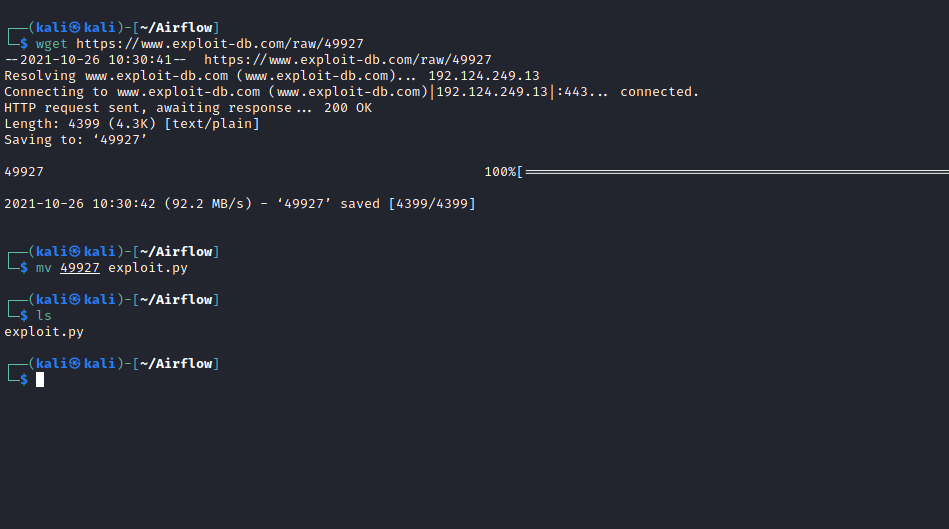 ┌──(kali㉿kali)-[~/Airflow]
└─$ wget https://www.exploit-db.com/raw/49927
--2021-10-26 10:30:41--  https://www.exploit-db.com/raw/49927
Resolving www.exploit-db.com (www.exploit-db.com)... 192.124.249.13
Connecting to www.exploit-db.com (www.exploit-db.com)|192.124.249.13|:443... connected.
HTTP request sent, awaiting response... 200 OK
Length: 4399 (4.3K) [text/plain]
Saving to: ‘49927’
49927 100%[==========
2021-10-26 10:30:42 (92.2 MB/s) - ‘49927’ saved [4399/4399]
┌──(kali㉿kali)-[~/Airflow]
└─$ mv 49927 exploit.py
┌──(kali㉿kali)-[~/Airflow]
└─$ ls
exploit.py
┌──(kali㉿kali)-[~/Airflow]
└─$